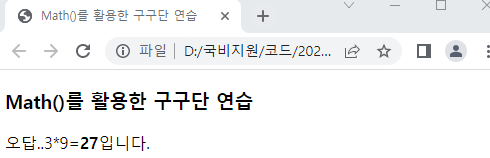 Math()를 활용한 구구단 연습
파일 D:/국비지원/코드/202...
Math()를 활용한 구구단 연습
오답..3*9=27입니다.